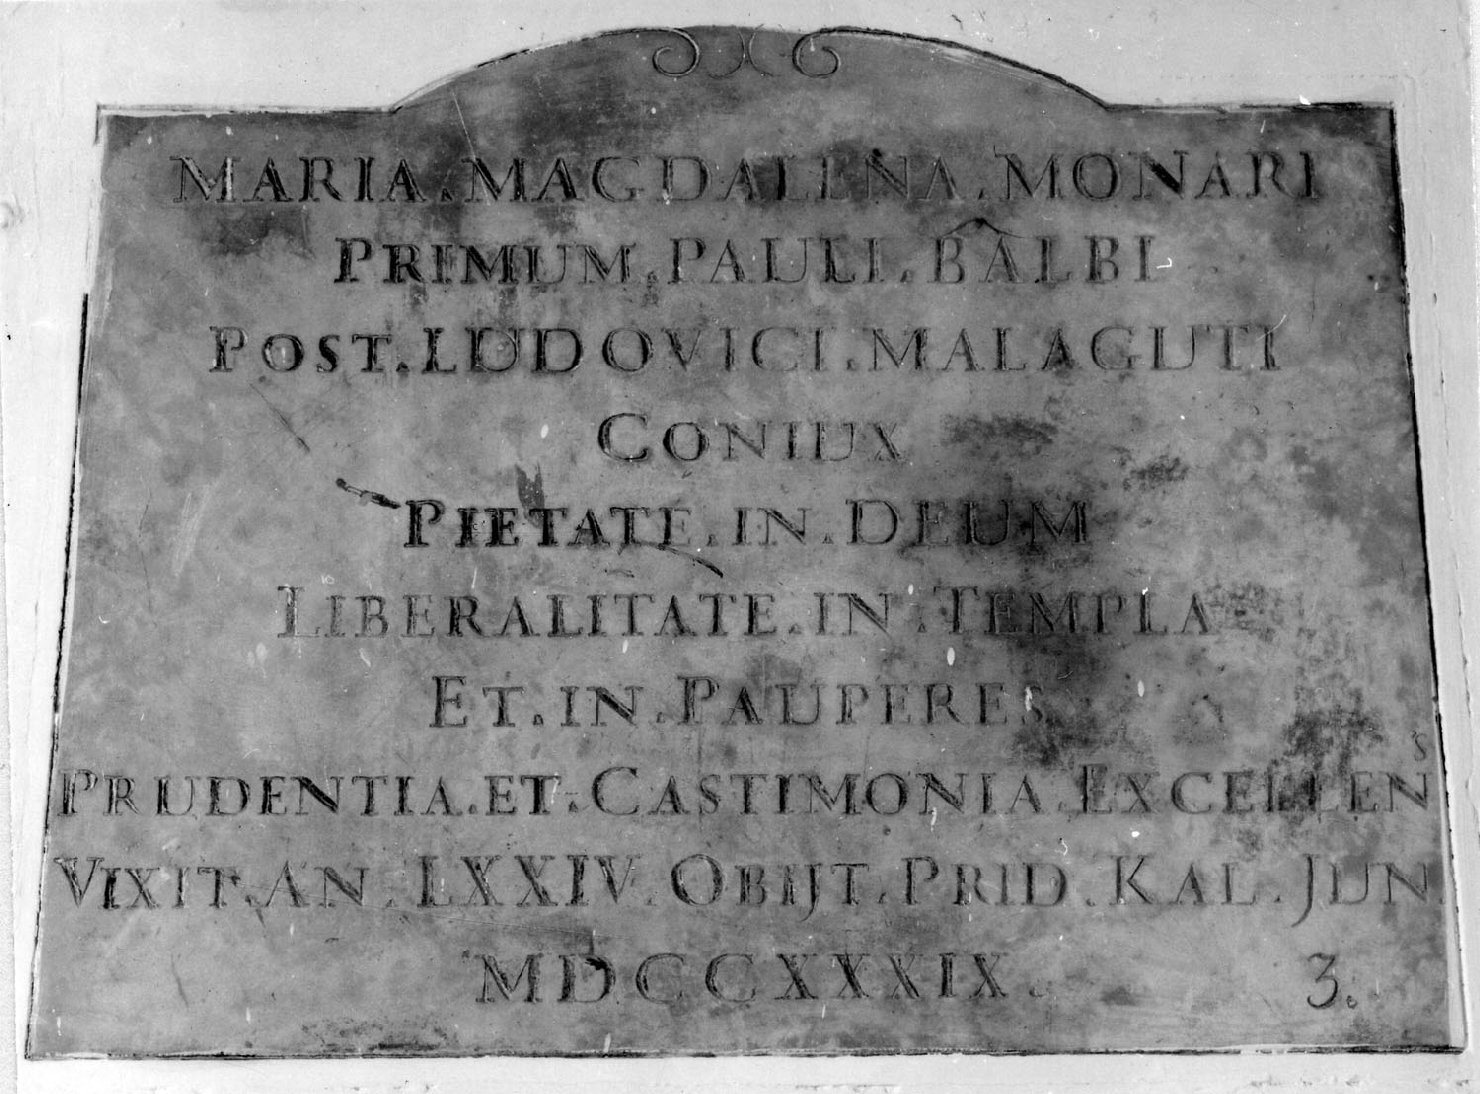 MARIA.MAGDALENA.MONARI
PRIMUM.PAULI.BALBI
POST.LUDOVICI.MALAGUTI
CONIUX
PIETATE.IN.DEUM
LIBERALITATE.IN.TEMPLA
ET.IN.PAUPERES
PRUDENTIA.ET.CASTIMONIA.EXCELLENS
VIXIT.AN.LXXIV.OBIJT.PRID.KAL.JUN.
MDCCXXXIX. 3.